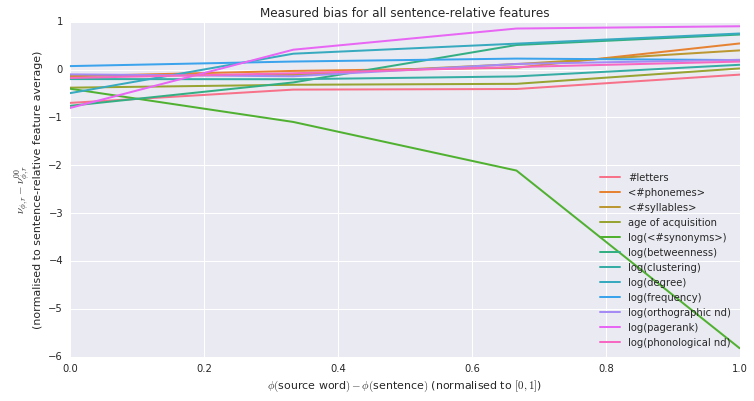 Measured bias for all sentence-relative features
1
0
−1
−2
−3
−4
−5
−6
ν_{ϕ,r} − ν_{ϕ,r}^{00}
(normalised to sentence-relative feature average)
#letters
<#phonemes>
<#syllables>
age of acquisition
log(<#synonyms>)
log(betweenness)
log(clustering)
log(degree)
log(frequency)
log(orthographic nd)
log(pagerank)
log(phonological nd)
0.0 0.2 0.4 0.6 0.8 1.0
ϕ(source word) − ϕ(sentence) (normalised to [0, 1])